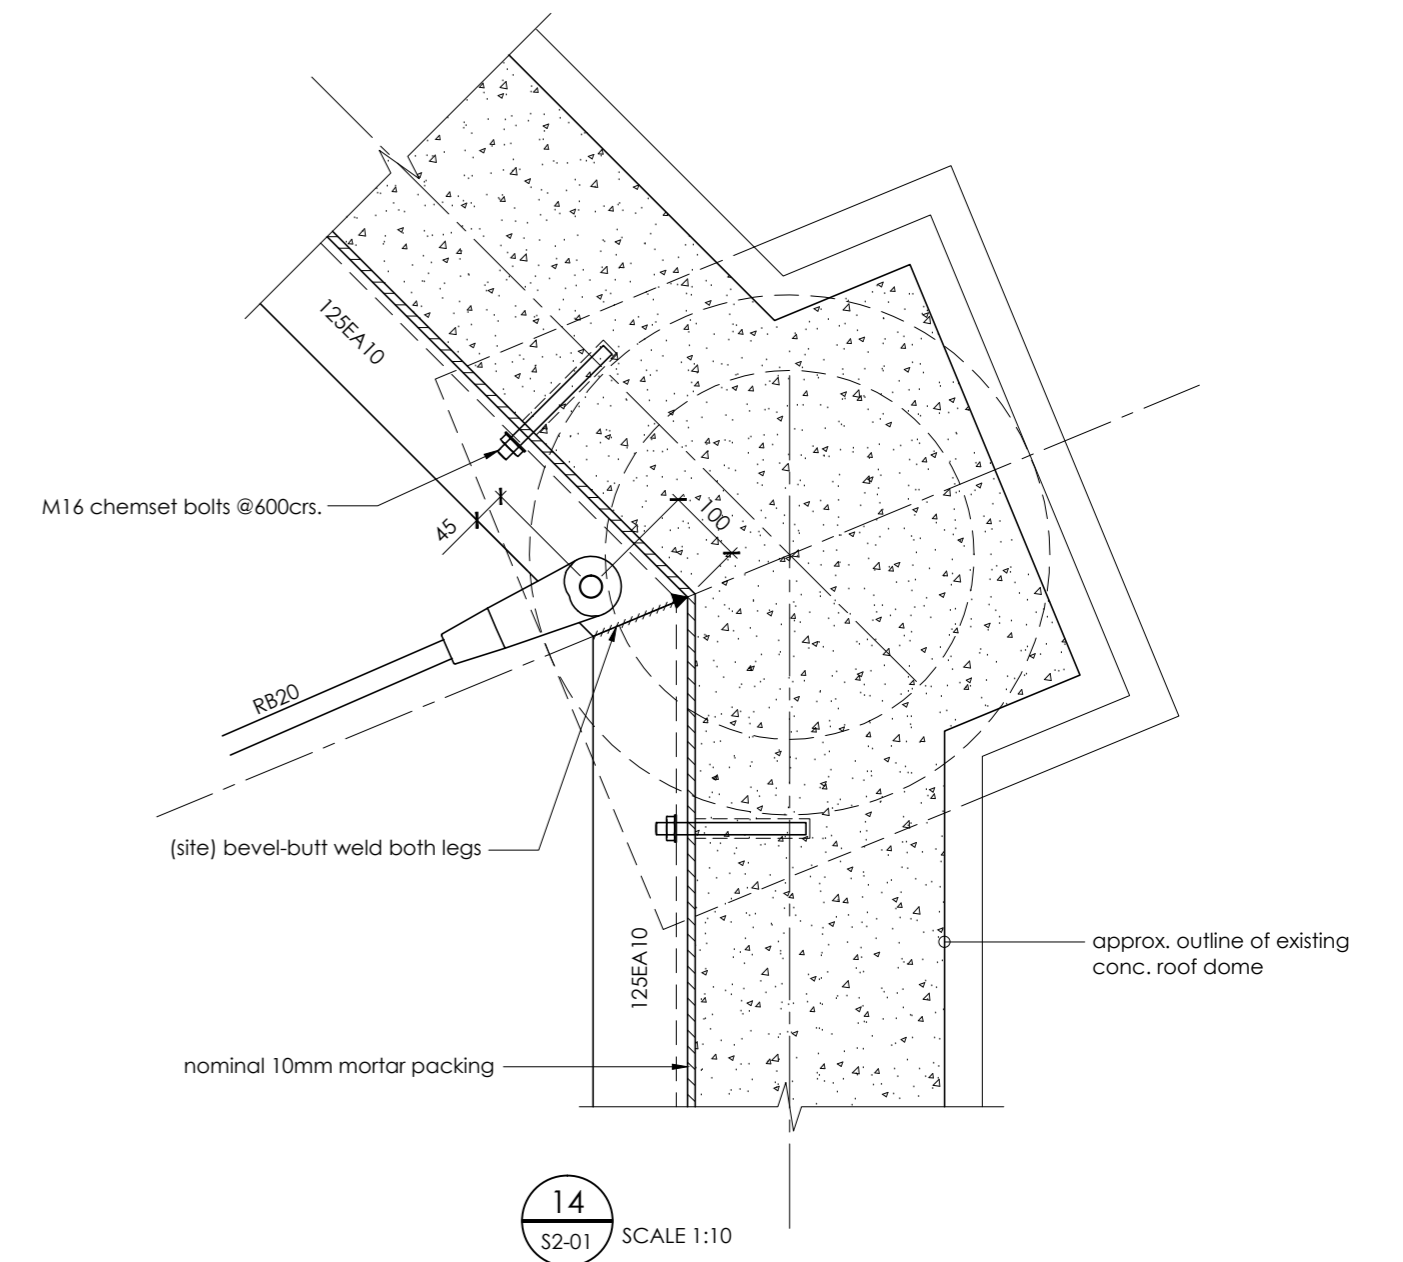 125EA10
M16 chemset bolts @600crs.
45
100
RB20
(site) bevel-butt weld both legs
125EA10
approx. outline of existing
conc. roof dome
nominal 10mm mortar packing
14
S2-01
SCALE 1:10